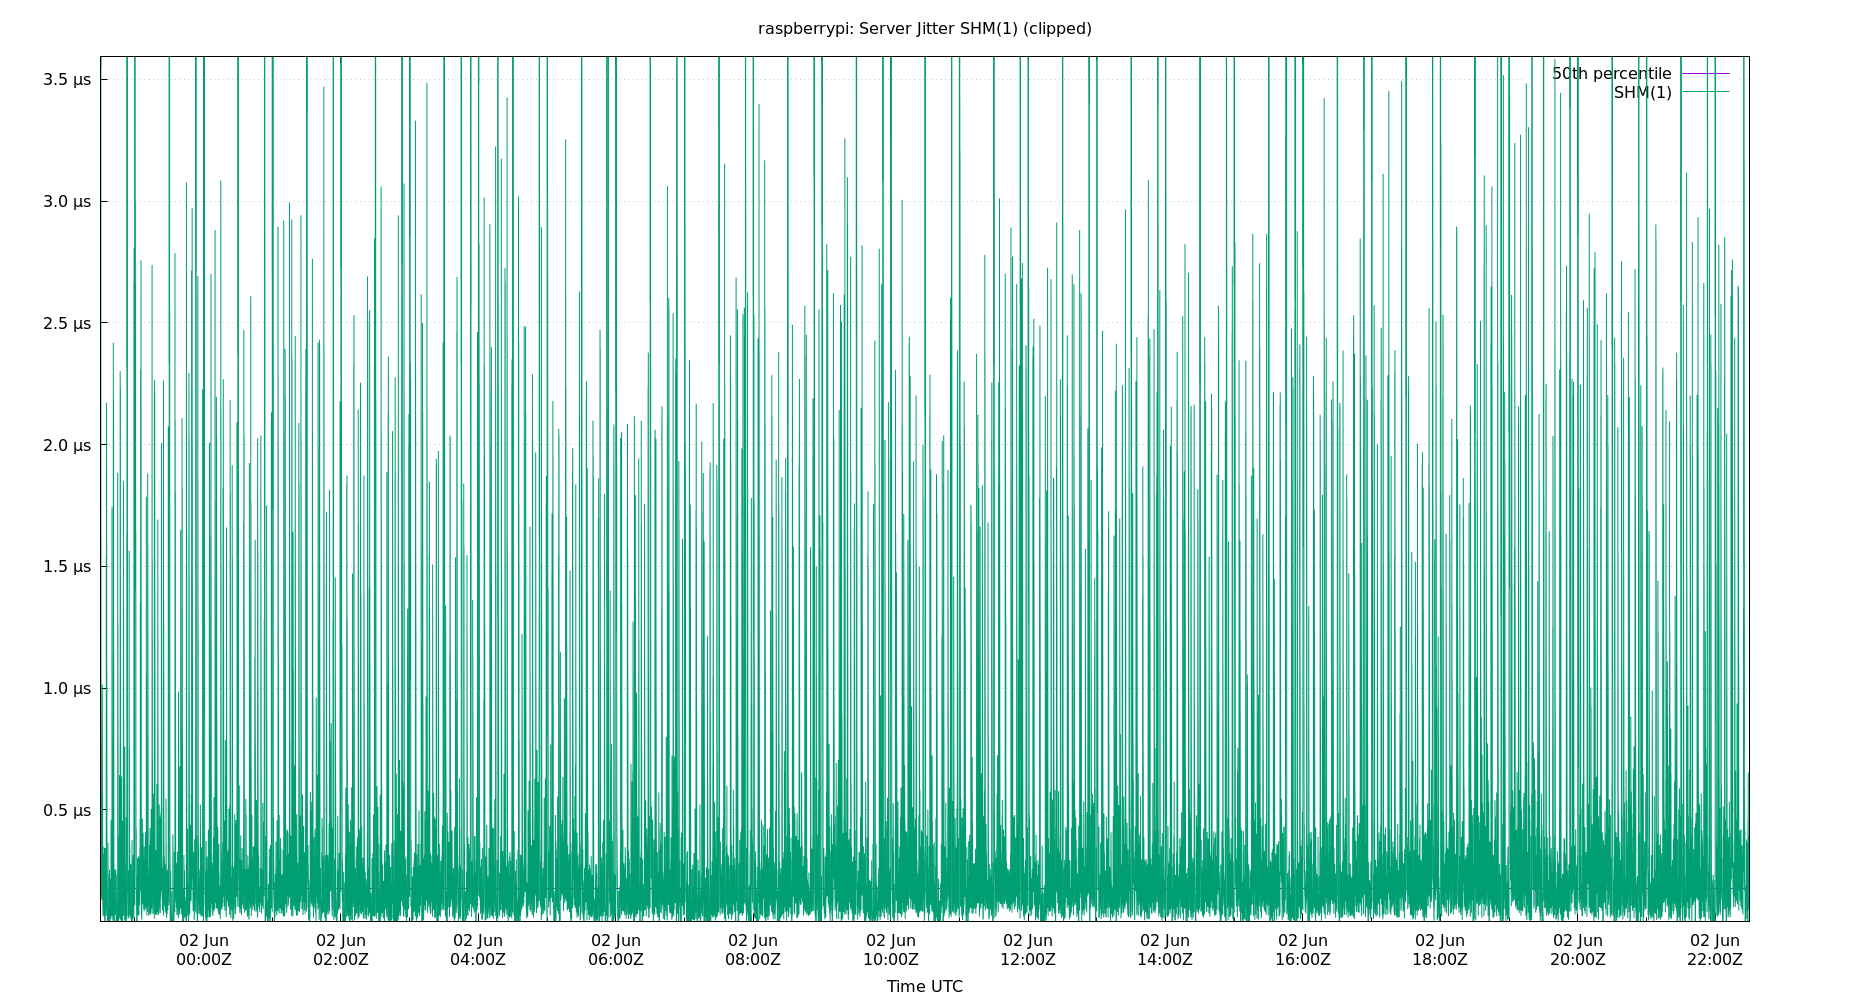 raspberrypi: Server Jitter SHM(1) (clipped)
3.5 µs
3.0 µs
2.5 µs
2.0 µs
1.5 µs
1.0 µs
0.5 µs
50th percentile
SHM(1)
02 Jun 02 Jun 02 Jun 02 Jun 02 Jun 02 Jun 02 Jun 02 Jun 02 Jun 02 Jun 02 Jun 02 Jun
00:00Z 02:00Z 04:00Z 06:00Z 08:00Z 10:00Z 12:00Z 14:00Z 16:00Z 18:00Z 20:00Z 22:00Z
Time UTC